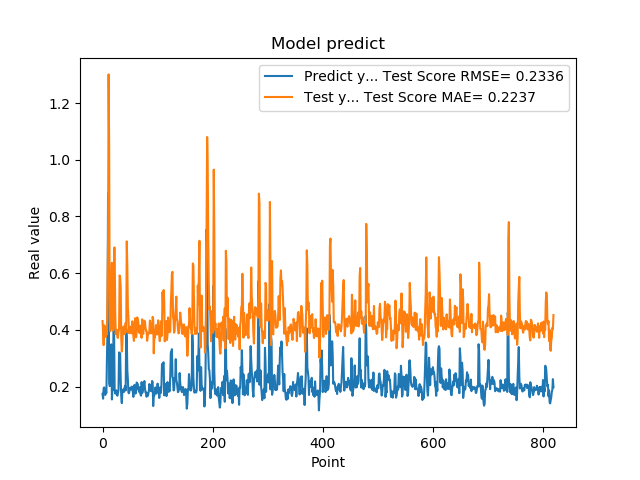 Model predict
Predict y... Test Score RMSE= 0.2336
Test y... Test Score MAE= 0.2237
Real value
1.2
1.0
0.8
0.6
0.4
0.2
0
200
400
600
800
Point